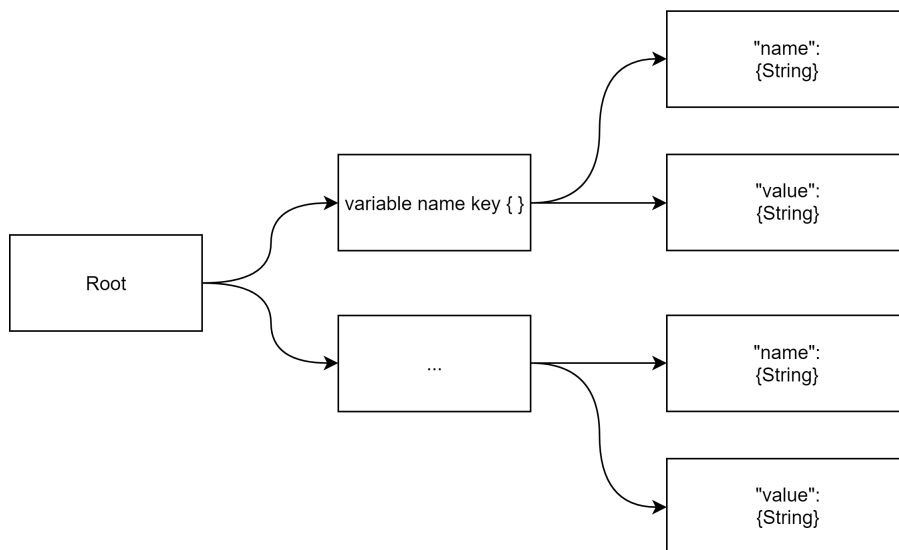 Root
variable name key { }
"name":
{String}
"value":
{String}
...
"name":
{String}
"value":
{String}